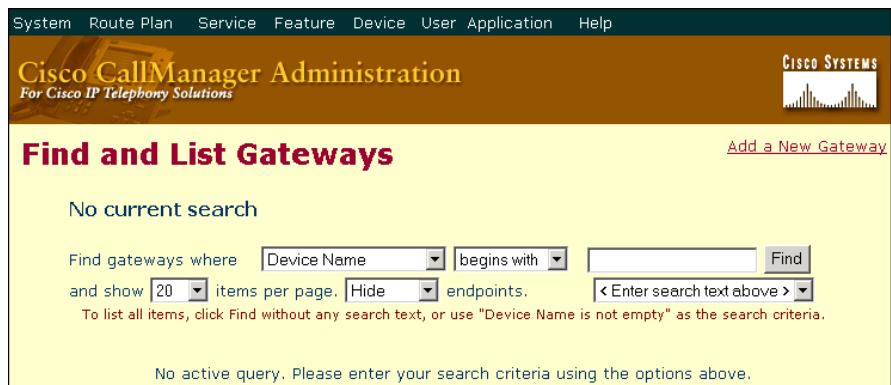 System Route Plan Service Feature Device User Application Help
Cisco CallManager Administration
For Cisco IP Telephony Solutions
CISCO SYSTEMS
Find and List Gateways
Add a New Gateway
No current search
Find gateways where Device Name begins with Find
and show 20 items per page. Hide endpoints. < Enter search text above >
To list all items, click Find without any search text, or use "Device Name is not empty" as the search criteria.
No active query. Please enter your search criteria using the options above.